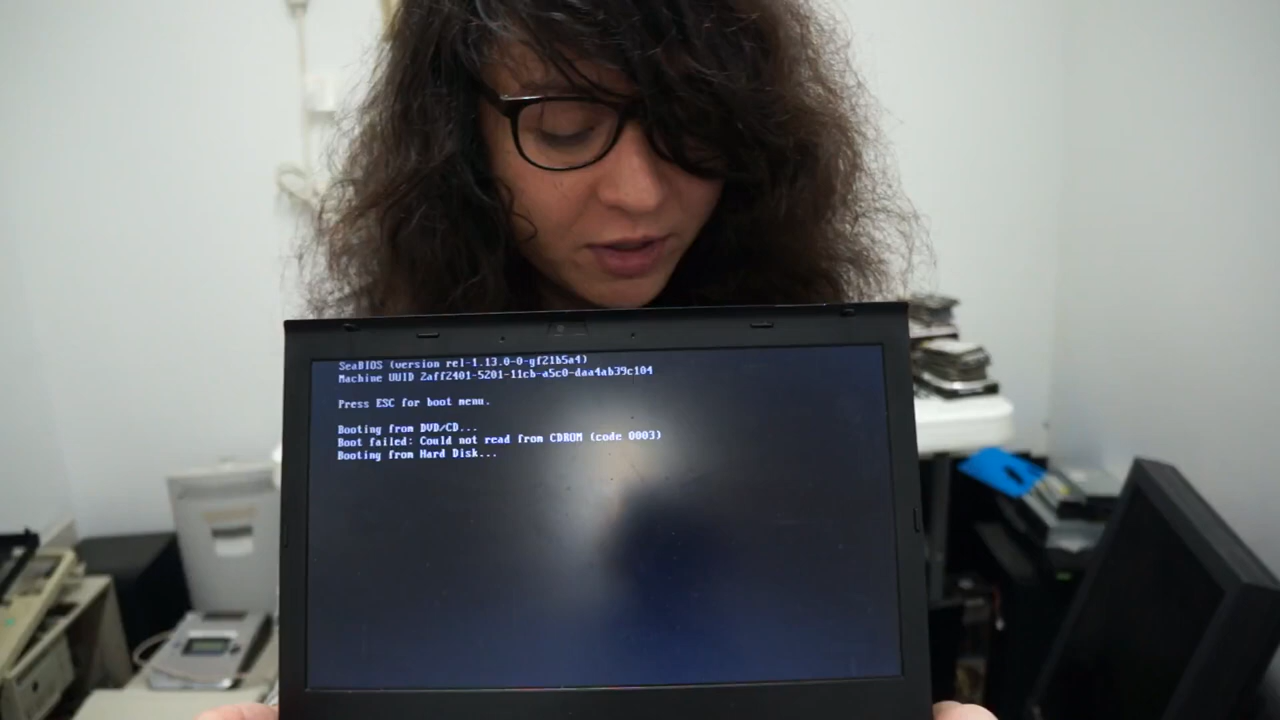 SeaBIOS (version rel-1.13.0-0-gf21b5a4)
Machine UUID 2aff2401-5201-11cb-a5c0-daa4ab39c104
Press ESC for boot menu.
Booting from DVD/CD...
Boot failed: Could not read from CDROM (code 0003)
Booting from Hard Disk...